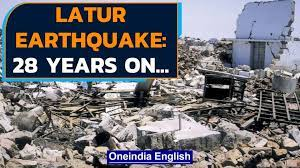 LATUR
EARTHQUAKE:
28 YEARS ON...
Oneindia English